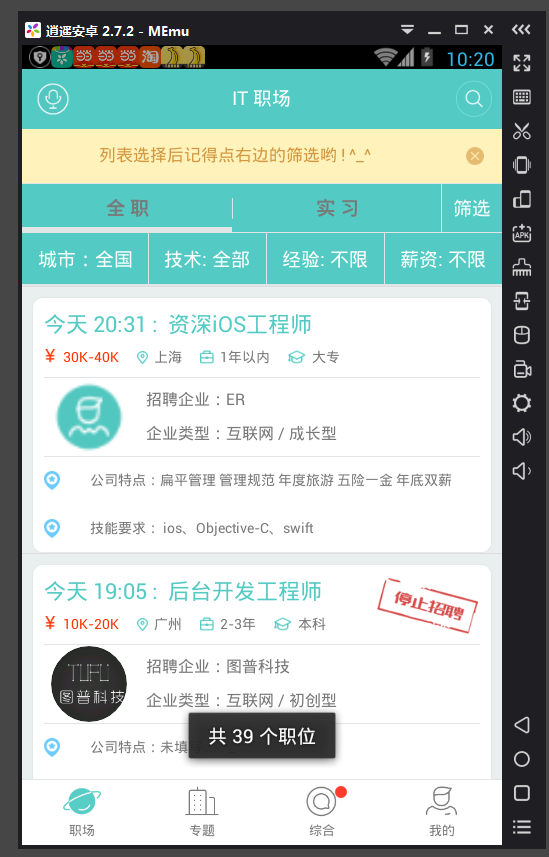 逍遥安卓 2.7.2 - MEmu
淘
10:20
IT 职场
列表选择后记得点右边的筛选哟！^_^
全 职
实 习
筛选
城市：全国
技术: 全部
经验: 不限
薪资: 不限
APK
今天 20:31： 资深iOS工程师
¥ 30K-40K 上海 1年以内 大专
招聘企业：ER
企业类型：互联网 / 成长型
公司特点：扁平管理 管理规范 年度旅游 五险一金 年底双薪
技能要求： ios、Objective-C、swift
今天 19:05： 后台开发工程师
停止招聘
¥ 10K-20K 广州 2-3年 本科
TUPU
图普科技
招聘企业：图普科技
企业类型：互联网 / 初创型
共 39 个职位
公司特点：未填
职场
专题
综合
我的